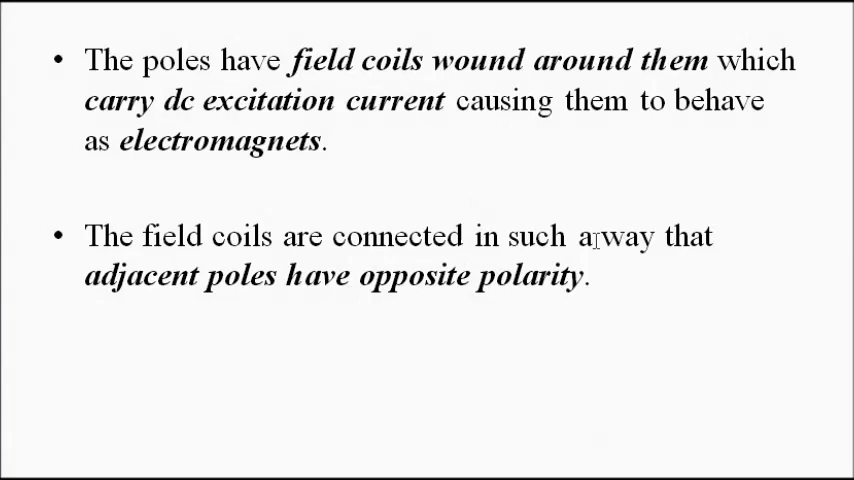 • The poles have field coils wound around them which
carry dc excitation current causing them to behave
as electromagnets.
• The field coils are connected in such a way that
adjacent poles have opposite polarity.